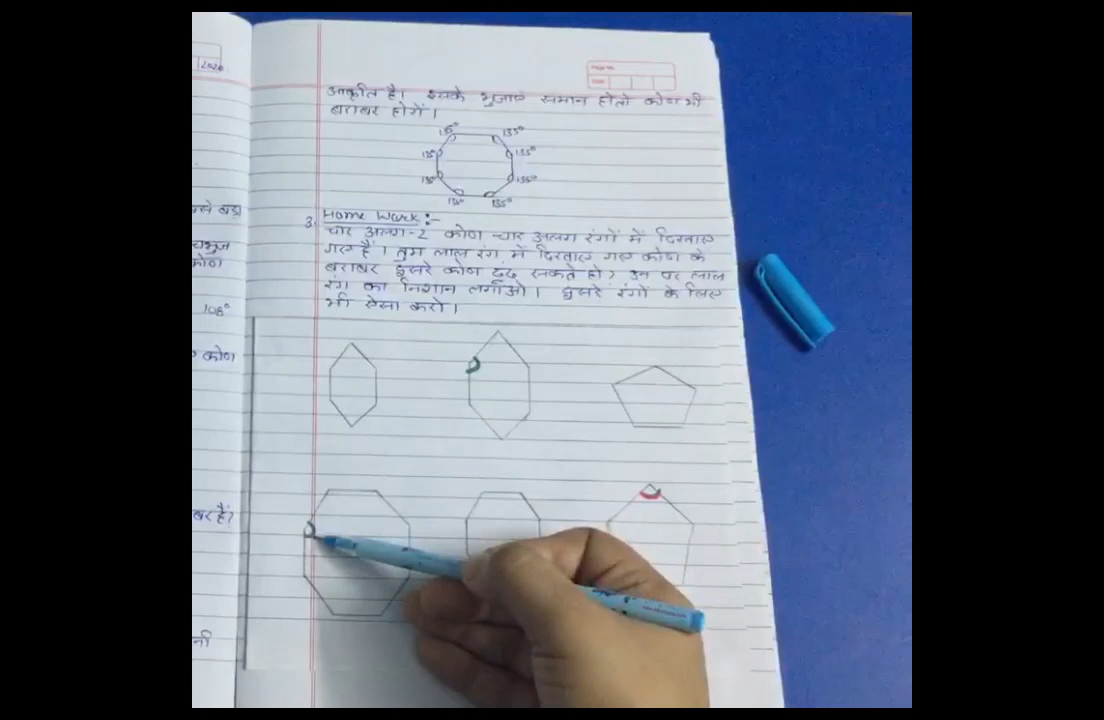 2020
आकृति है। इसके भुजाएं समान हो तो कोण भी
बराबर होगें।
135° 135°
135° 135°
135° 135°
135° 135°
3. Home Work :-
चार अलग-2 कोण चार अलग रंगों में दिखाए
गए हैं। तुम लाल रंग में दिखाए गए कोण के
बराबर दूसरे कोण ढूंढ सकते हो? उन पर लाल
रंग का निशान लगाओ। दूसरे रंगों के लिए
भी ऐसा करो।
108°
कोण